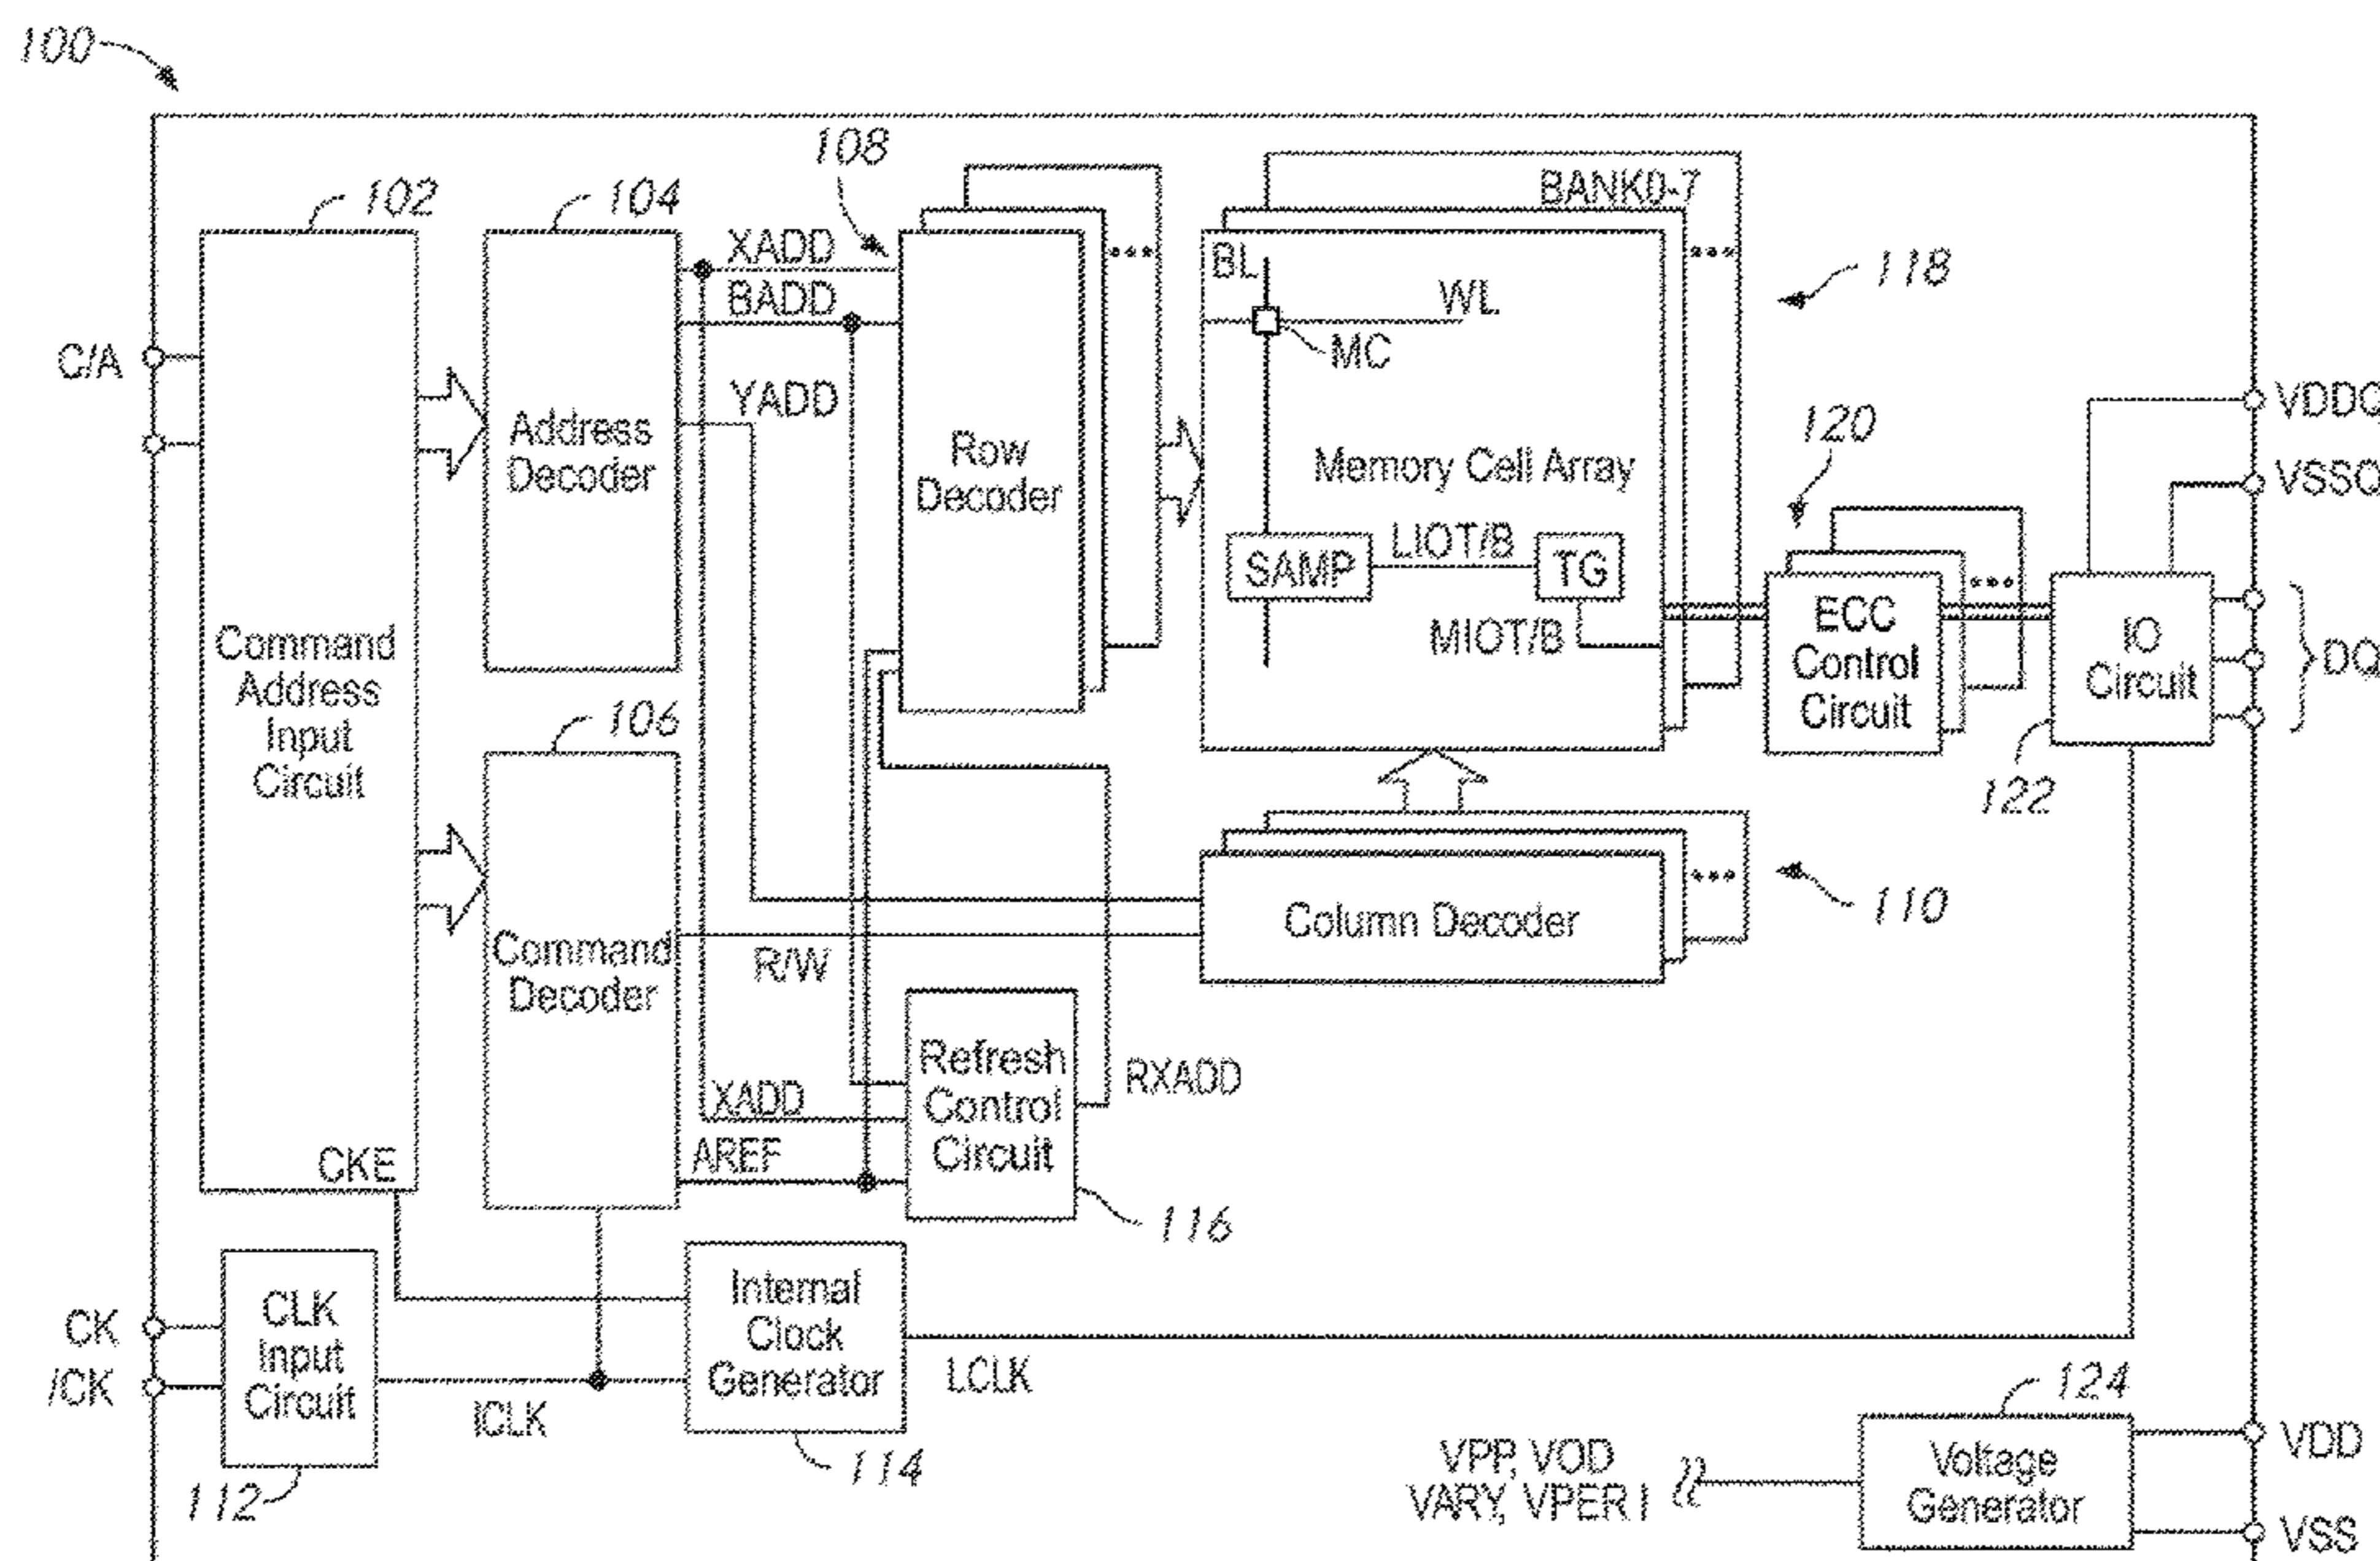 100
108
102
104
XADD
BADD
YADD
BANK0-7
BL
WL
MC
118
C/A
Address
Decoder
Row
Decoder
Memory Cell Array
SAMP
LIOT/B
TG
MIOT/B
120
VDDQ
VSSQ
ECC
Control
Circuit
IO
Circuit
DQ
122
Command
Address
Input
Circuit
CKE
106
Command
Decoder
R/W
Column Decoder
110
XADD
AREF
Refresh
Control
Circuit
RXADD
116
CK
/CK
CLK
Input
Circuit
112
ICLK
Internal
Clock
Generator
114
LCLK
124
VPP, VOD
VARY, VPER I
Voltage
Generator
VDD
VSS